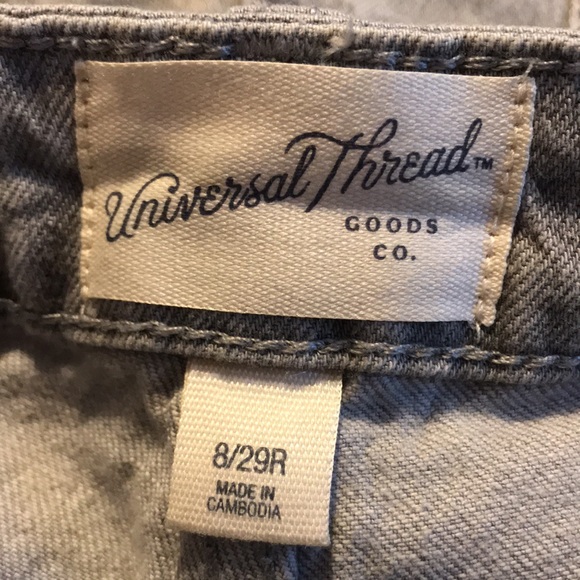 Universal Thread™
GOODS
CO.
8/29R
MADE IN
CAMBODIA